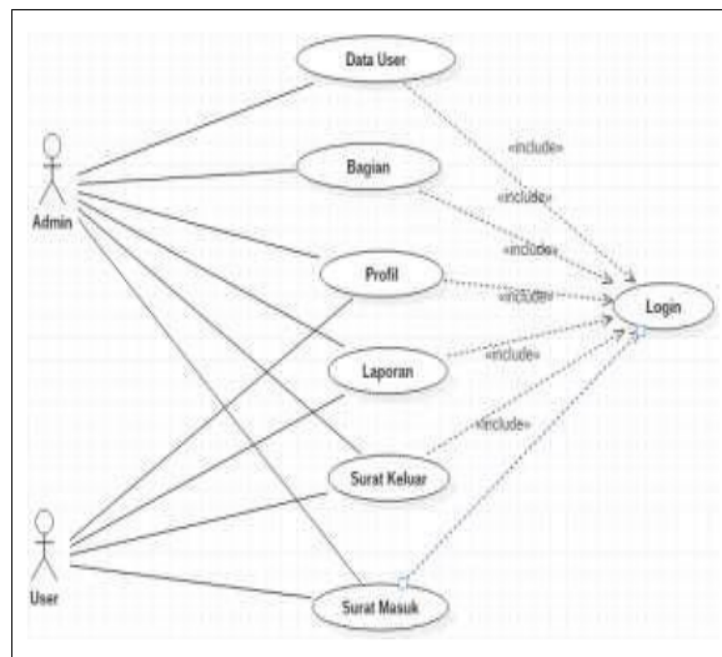 Data User
«include»
Bagian
«include»
Admin
«include»
Profil
«include»
Login
Laporan
«include»
«include»
Surat Keluar
User
Surat Masuk